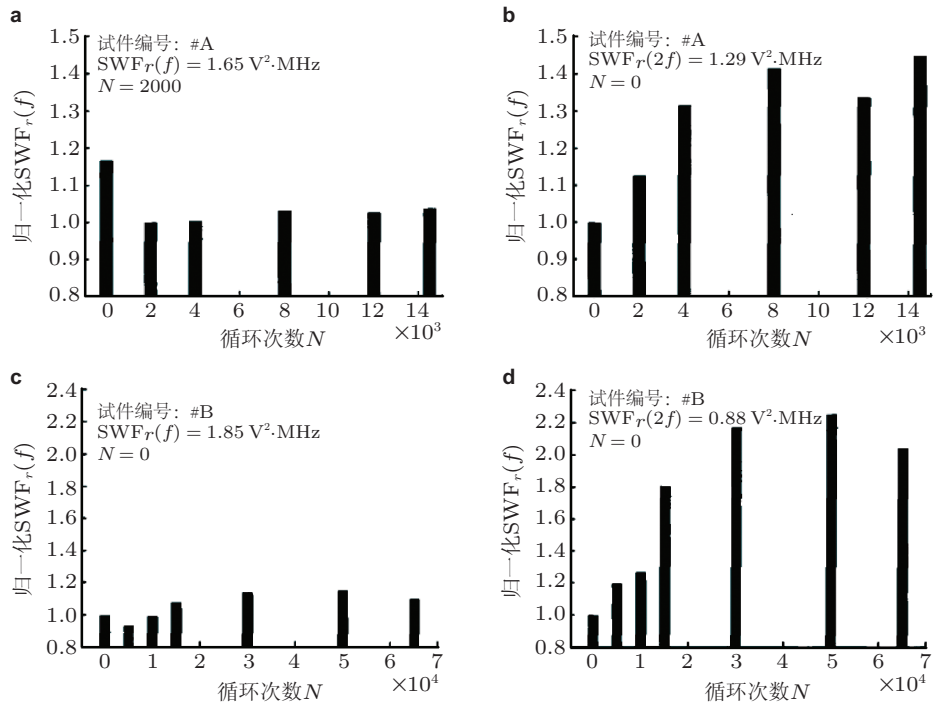 a
试件编号: #A
SWFr(f) = 1.65 V²·MHz
N = 2000
归一化SWFr(f)
1.5
1.4
1.3
1.2
1.1
1.0
0.9
0.8
0 2 4 6 8 10 12 14
×10³
循环次数N
b
试件编号: #A
SWFr(2f) = 1.29 V²·MHz
N = 0
归一化SWFr(f)
1.5
1.4
1.3
1.2
1.1
1.0
0.9
0.8
0 2 4 6 8 10 12 14
×10³
循环次数N
c
试件编号: #B
SWFr(f) = 1.85 V²·MHz
N = 0
归一化SWFr(f)
2.4
2.2
2.0
1.8
1.6
1.4
1.2
1.0
0.8
0 1 2 3 4 5 6 7
×10⁴
循环次数N
d
试件编号: #B
SWFr(2f) = 0.88 V²·MHz
N = 0
归一化SWFr(f)
2.4
2.2
2.0
1.8
1.6
1.4
1.2
1.0
0.8
0 1 2 3 4 5 6 7
×10⁴
循环次数N